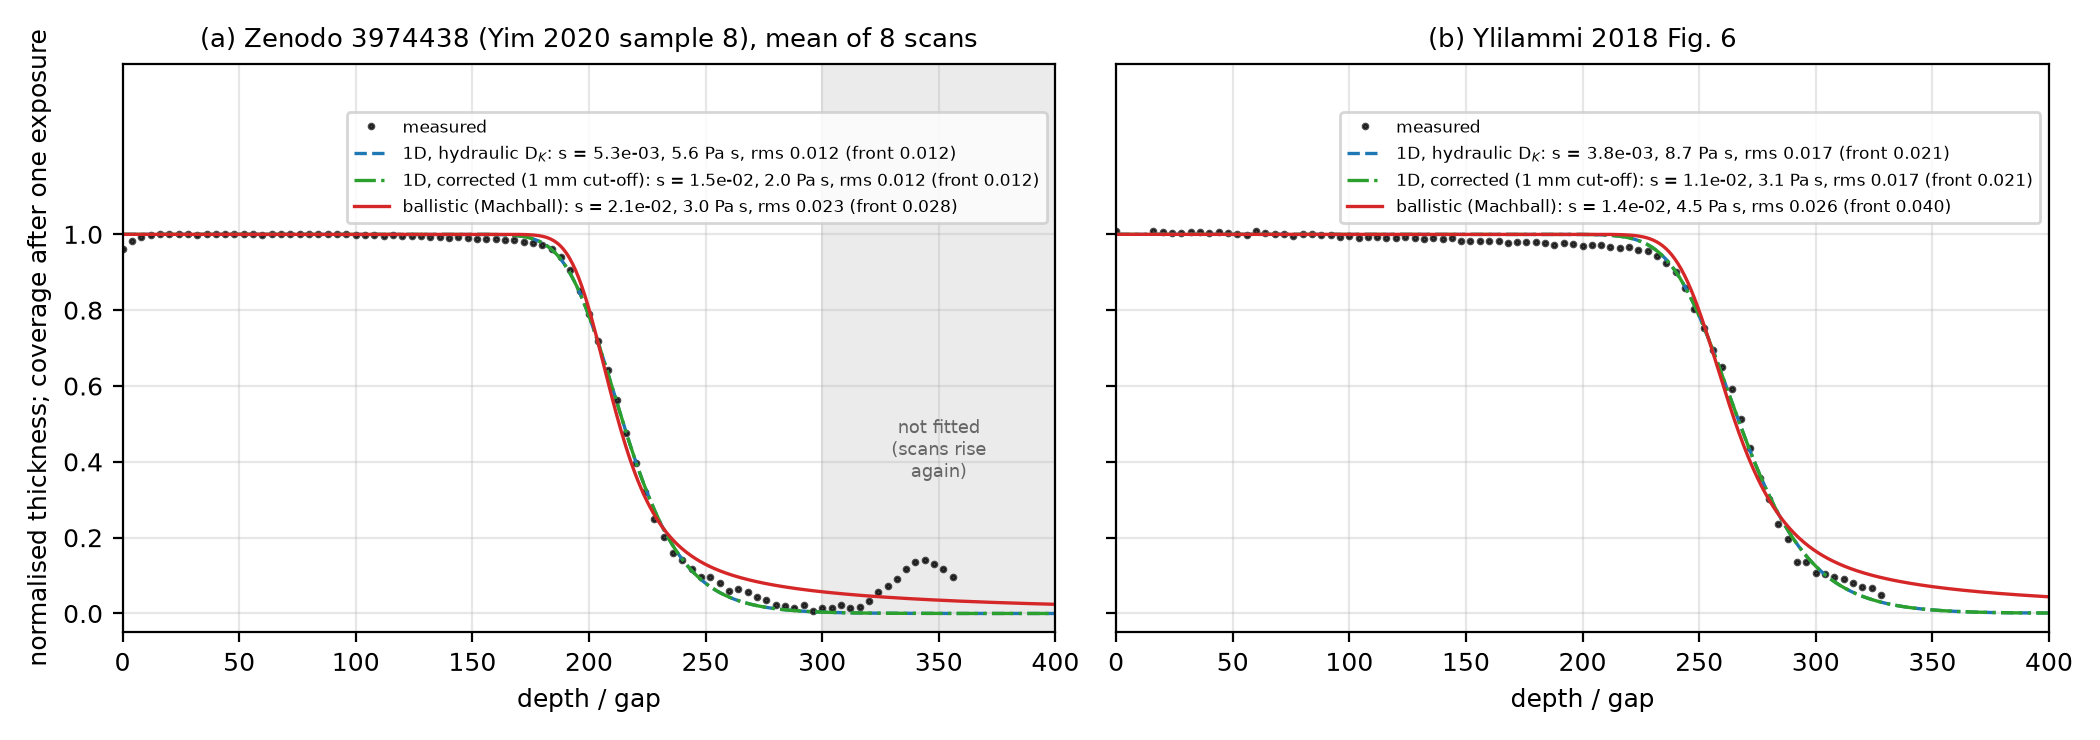 (a) Zenodo 3974438 (Yim 2020 sample 8), mean of 8 scans
normalised thickness; coverage after one exposure
measured
1D, hydraulic D_K: s = 5.3e-03, 5.6 Pa s, rms 0.012 (front 0.012)
1D, corrected (1 mm cut-off): s = 1.5e-02, 2.0 Pa s, rms 0.012 (front 0.012)
ballistic (Machball): s = 2.1e-02, 3.0 Pa s, rms 0.023 (front 0.028)
1.0
0.8
0.6
0.4
0.2
0.0
not fitted
(scans rise
again)
0 50 100 150 200 250 300 350 400
depth / gap
(b) Ylilammi 2018 Fig. 6
measured
1D, hydraulic D_K: s = 3.8e-03, 8.7 Pa s, rms 0.017 (front 0.021)
1D, corrected (1 mm cut-off): s = 1.1e-02, 3.1 Pa s, rms 0.017 (front 0.021)
ballistic (Machball): s = 1.4e-02, 4.5 Pa s, rms 0.026 (front 0.040)
0 50 100 150 200 250 300 350 400
depth / gap